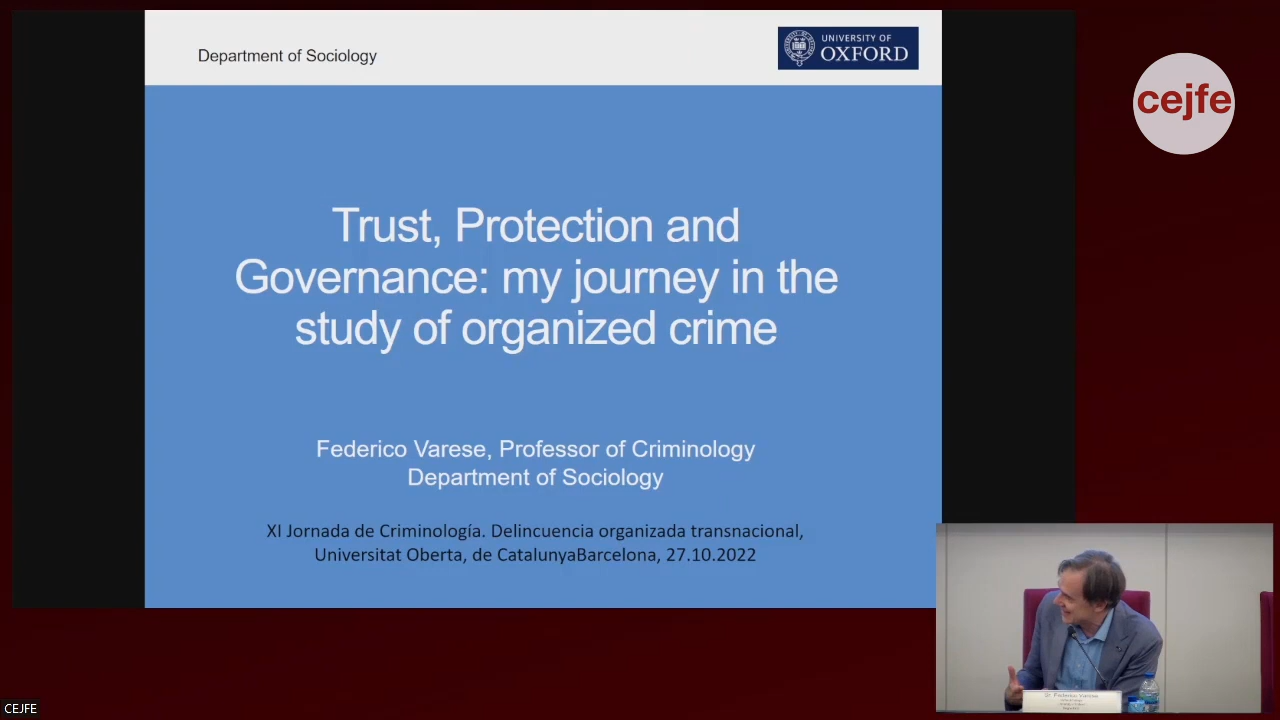 Department of Sociology
UNIVERSITY OF
OXFORD
cejfe
Trust, Protection and
Governance: my journey in the
study of organized crime
Federico Varese, Professor of Criminology
Department of Sociology
XI Jornada de Criminología. Delincuencia organizada transnacional,
Universitat Oberta, de CatalunyaBarcelona, 27.10.2022
Federico Varese
CEJFE